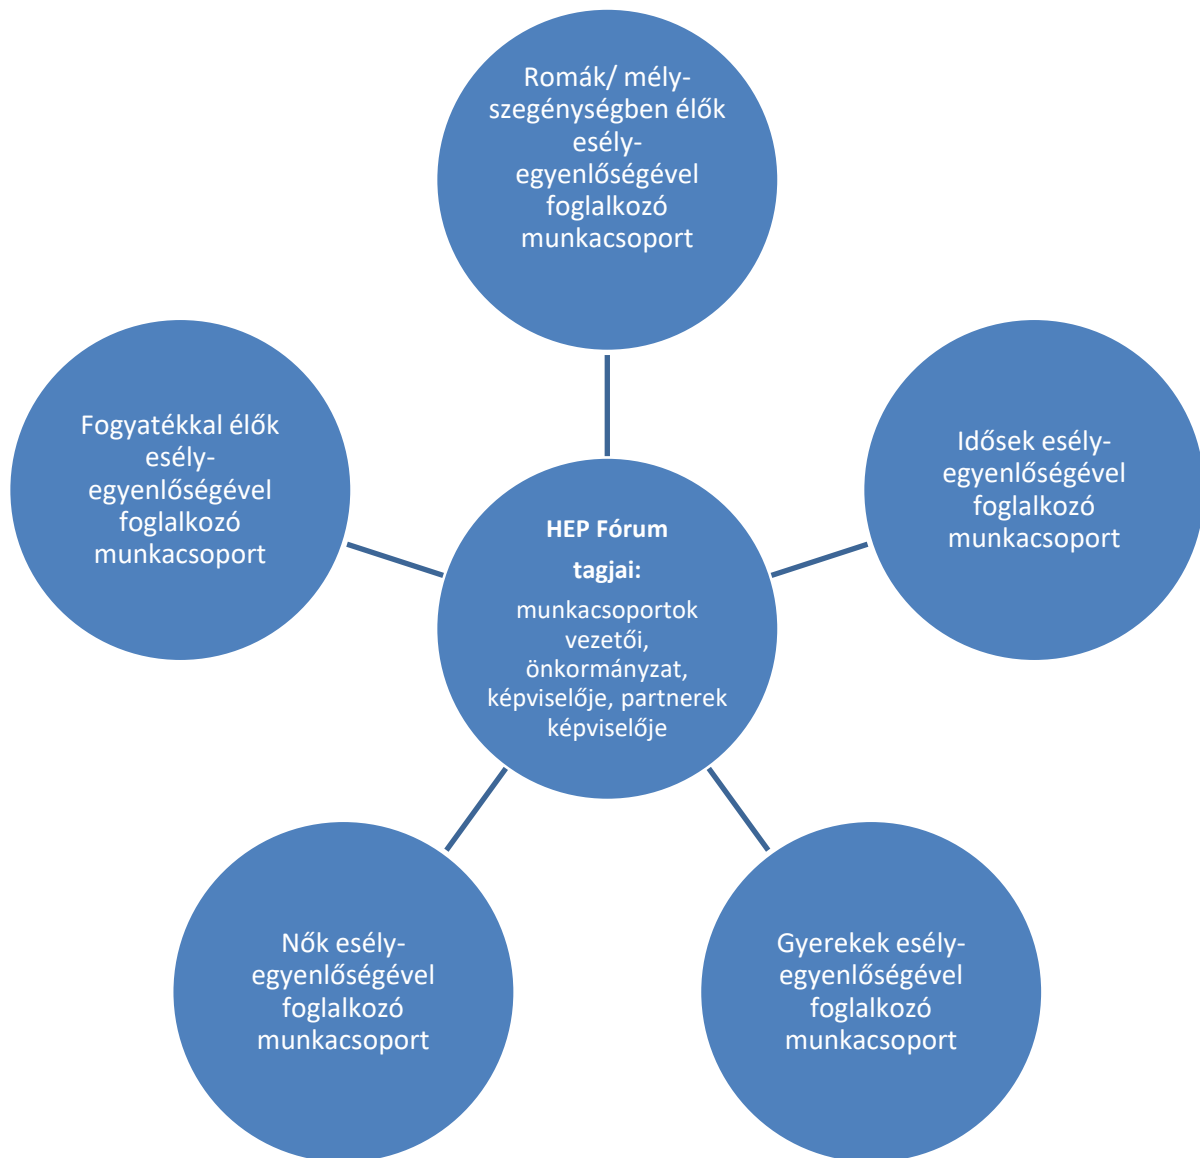 Romák/ mély-
szegénységben élők
esély-
egyenlőségével
foglalkozó
munkacsoport
Fogyatékkal élők
esély-
egyenlőségével
foglalkozó
munkacsoport
Idősek esély-
egyenlőségével
foglalkozó
munkacsoport
HEP Fórum
tagjai:
munkacsoportok
vezetői,
önkormányzat,
képviselője, partnerek
képviselője
Nők esély-
egyenlőségével
foglalkozó
munkacsoport
Gyerekek esély-
egyenlőségével
foglalkozó
munkacsoport